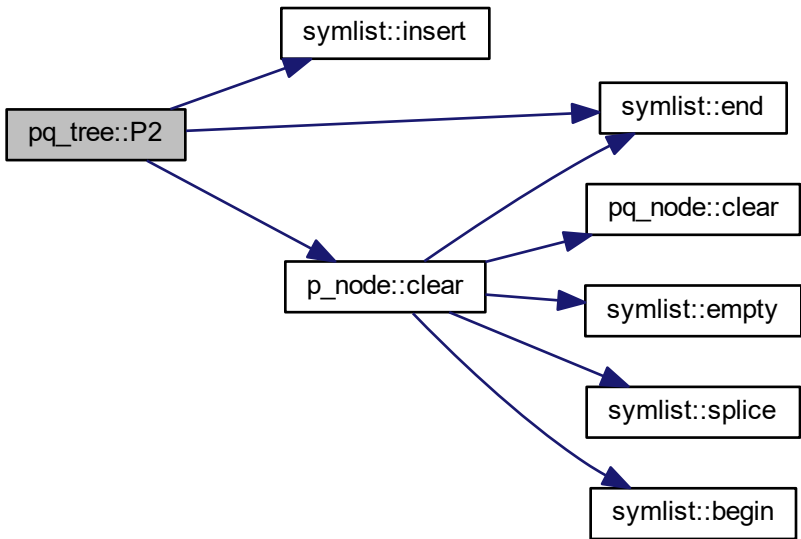 symlist::insert
symlist::end
pq_tree::P2
pq_node::clear
p_node::clear
symlist::empty
symlist::splice
symlist::begin